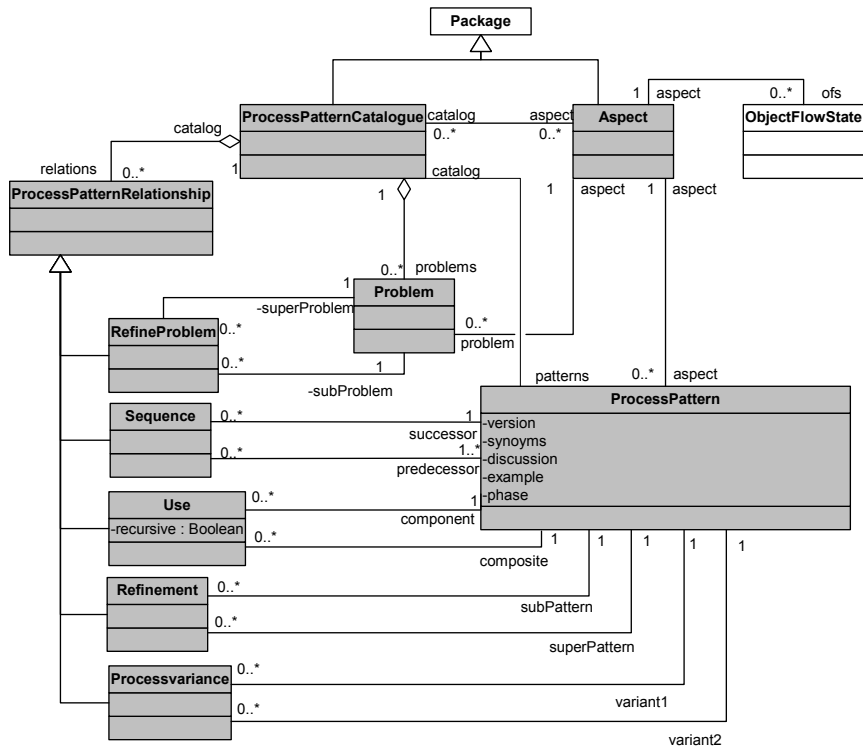 Package
1 aspect 0..* ofs
ProcessPatternCatalogue catalog aspect Aspect ObjectFlowState
0..* 0..*
catalog
1 catalog 1 aspect 1 aspect
relations 0..* 1
ProcessPatternRelationship
0..* problems
1 Problem
-superProblem
RefineProblem 0..* 0..*
problem
0..* 1
-subProblem patterns 0..* aspect
ProcessPattern
Sequence 0..* 1 -version
successor -synoyms
0..* 1..* -discussion
predecessor -example
-phase
Use 0..* 1
-recursive : Boolean component
0..* 1 1 1 1 1
composite
Refinement 0..*
subPattern
0..*
superPattern
Processvariance 0..*
variant1
0..*
variant2